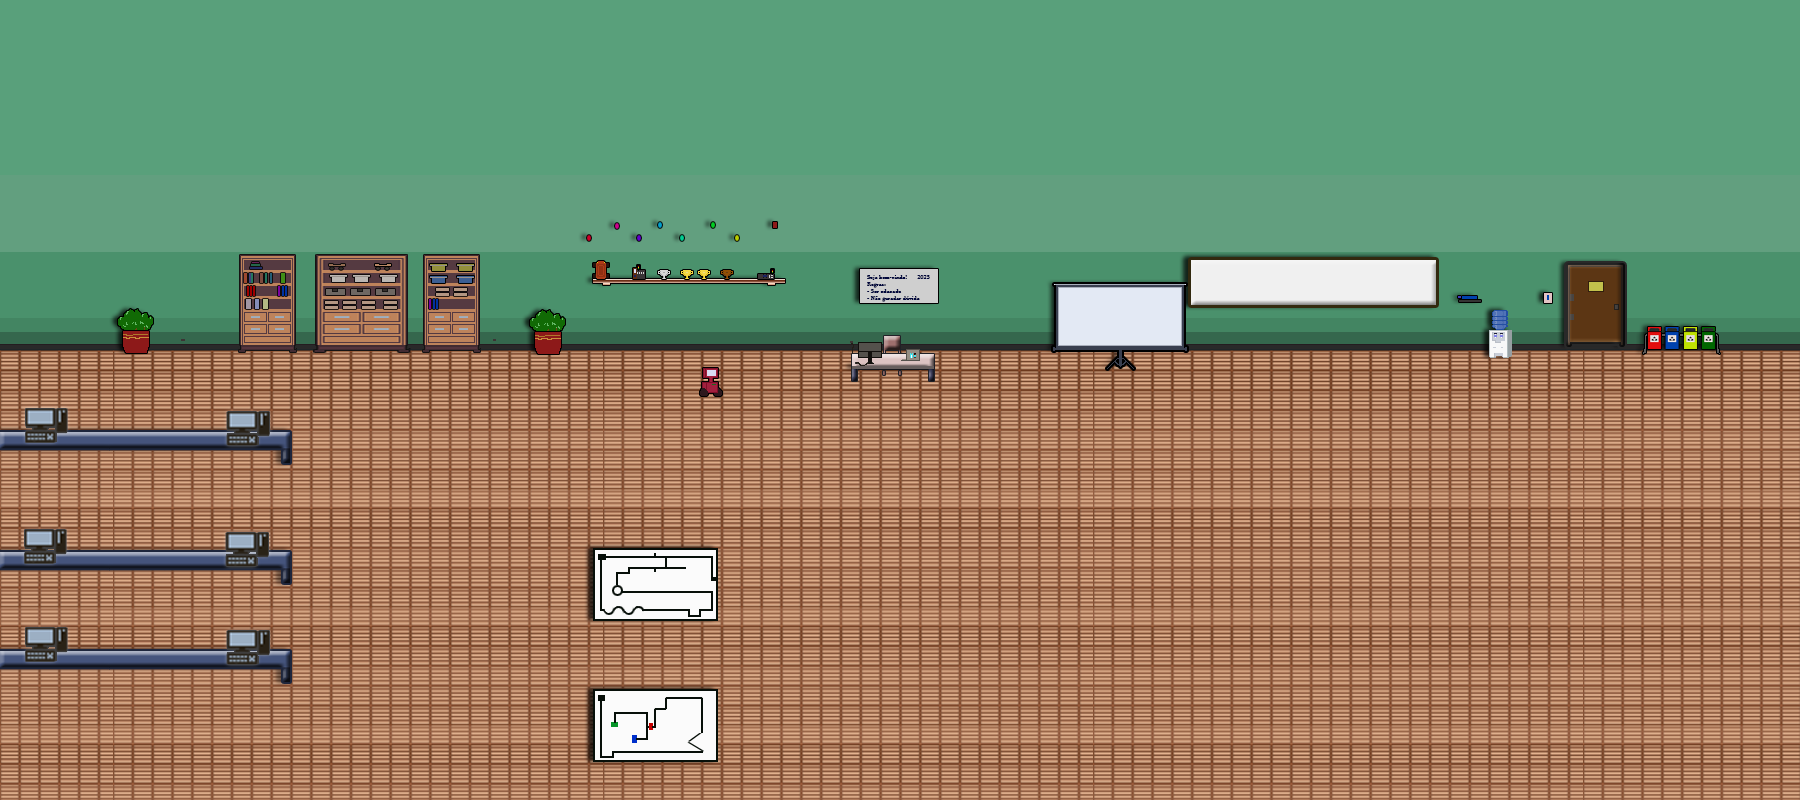 Seja bem-vindo! 2025
Regras:
- Ser educado
- Não guardar dúvida